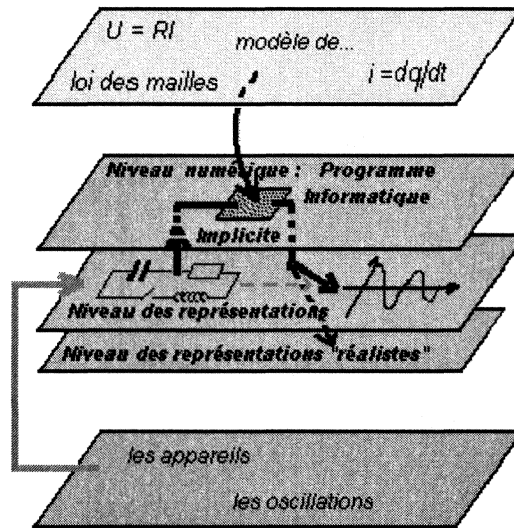 U = RI
modèle de...
loi des mailles
i = dq/dt
Niveau numérique : Programme
Informatique
Implicite
Niveau des représentations
Niveau des représentations "réalistes"
les appareils
les oscillations